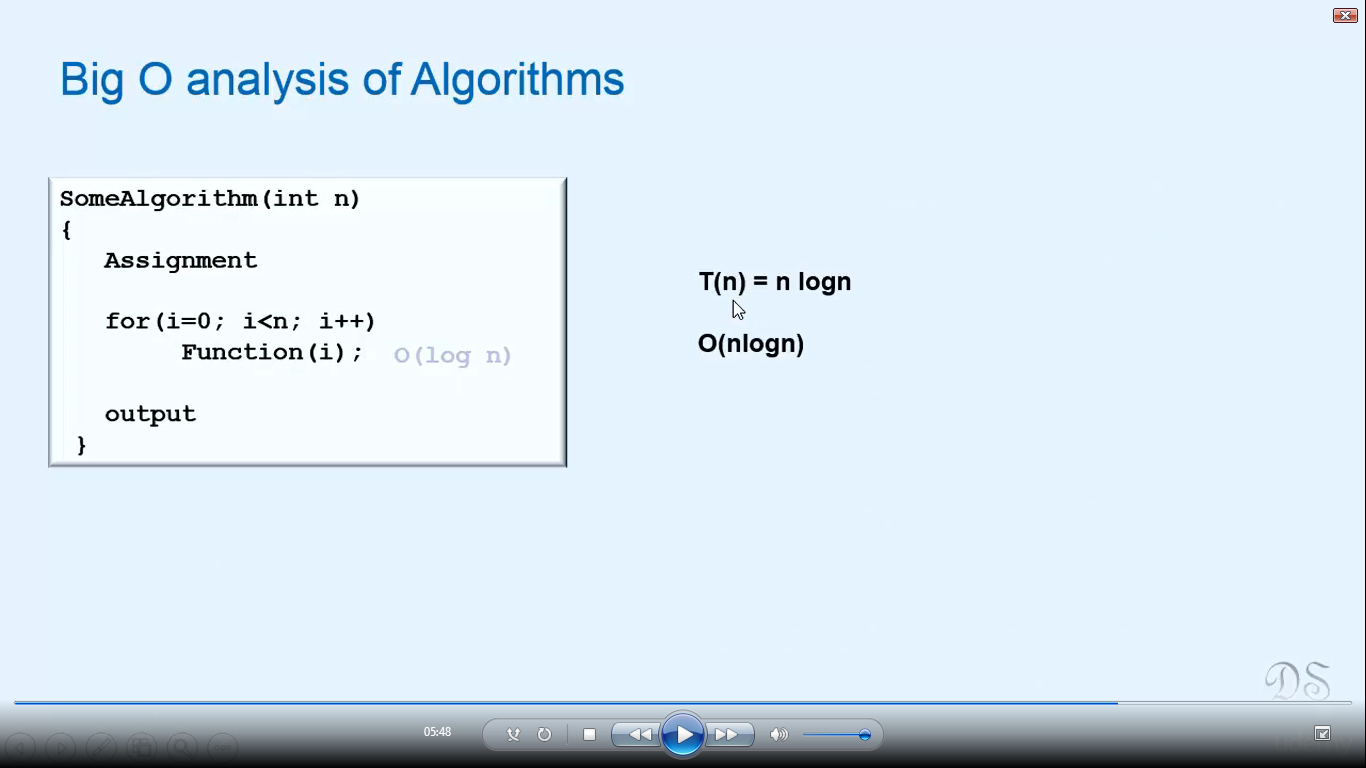 Big O analysis of Algorithms
SomeAlgorithm(int n)
{
Assignment
for(i=0; i<n; i++)
Function(i); O(log n)
output
}
T(n) = n logn
O(nlogn)
DS
05:48